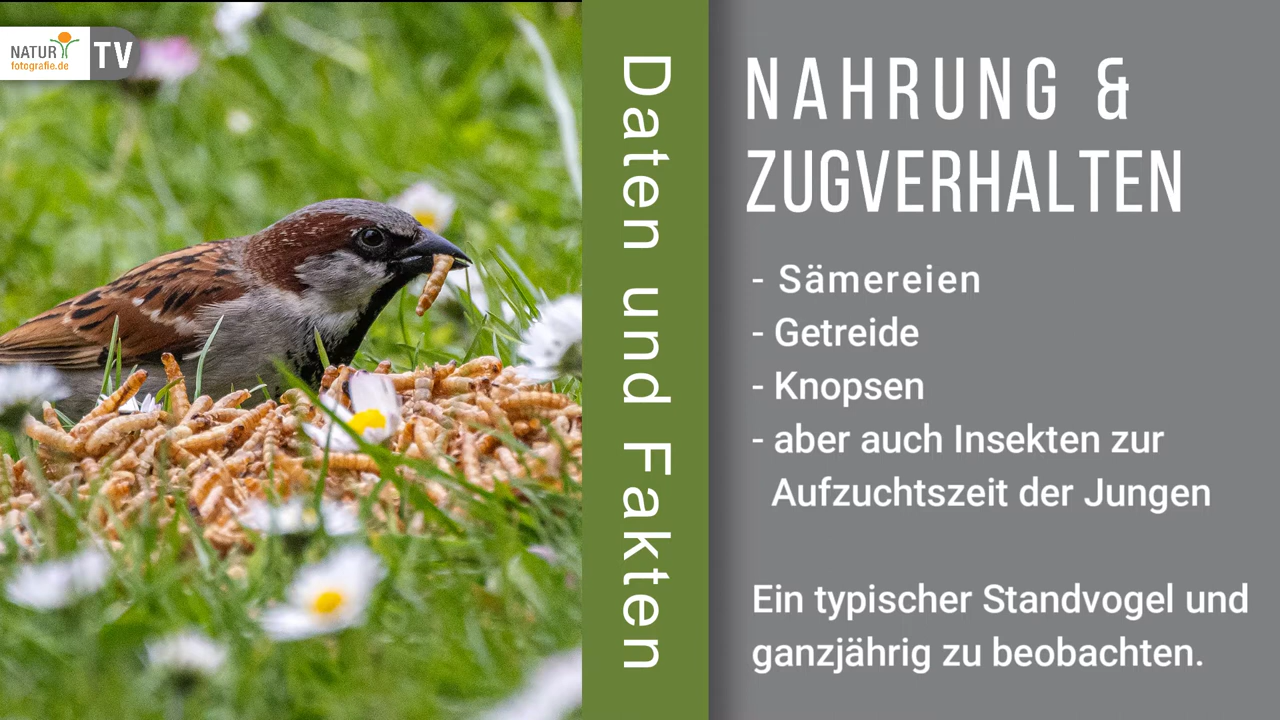 NATUR
fotografie.de
TV
Daten und Fakten
NAHRUNG &
ZUGVERHALTEN
- Sämereien
- Getreide
- Knopsen
- aber auch Insekten zur
Aufzuchtszeit der Jungen
Ein typischer Standvogel und
ganzjährig zu beobachten.